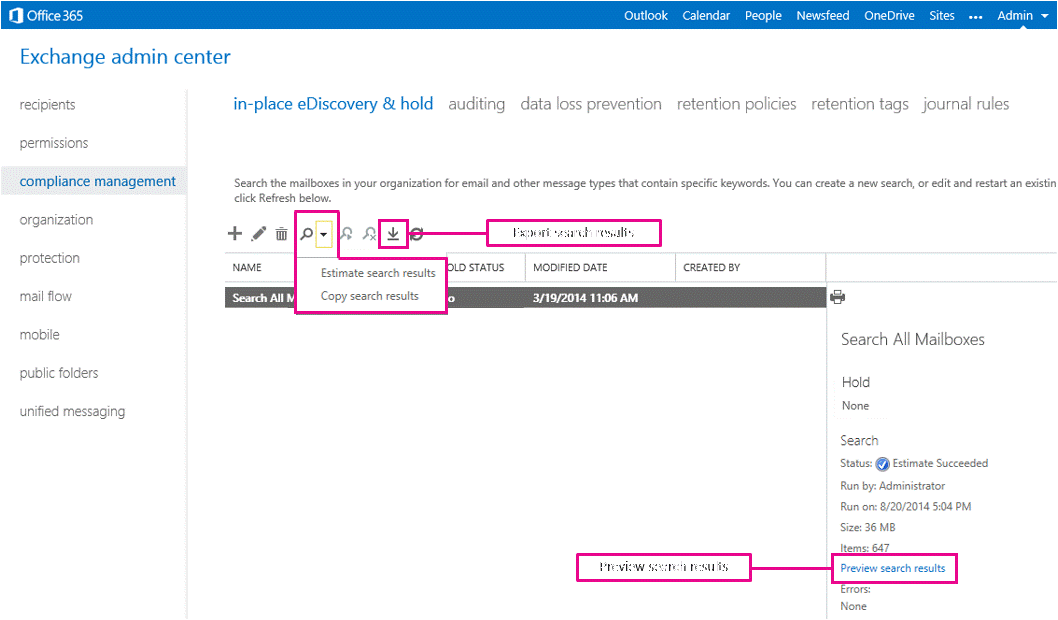 Office 365
Outlook Calendar People Newsfeed OneDrive Sites ••• Admin
Exchange admin center
recipients
permissions
compliance management
organization
protection
mail flow
mobile
public folders
unified messaging
in-place eDiscovery & hold auditing data loss prevention retention policies retention tags journal rules
Search the mailboxes in your organization for email and other message types that contain specific keywords. You can create a new search, or edit and restart an existin
click Refresh below.
Export search results
NAME OLD STATUS MODIFIED DATE CREATED BY
Estimate search results
Copy search results
Search All M o 3/19/2014 11:06 AM
Search All Mailboxes
Hold
None
Search
Status: Estimate Succeeded
Run by: Administrator
Run on: 8/20/2014 5:04 PM
Size: 36 MB
Items: 647
Preview search results
Preview search results
Errors:
None